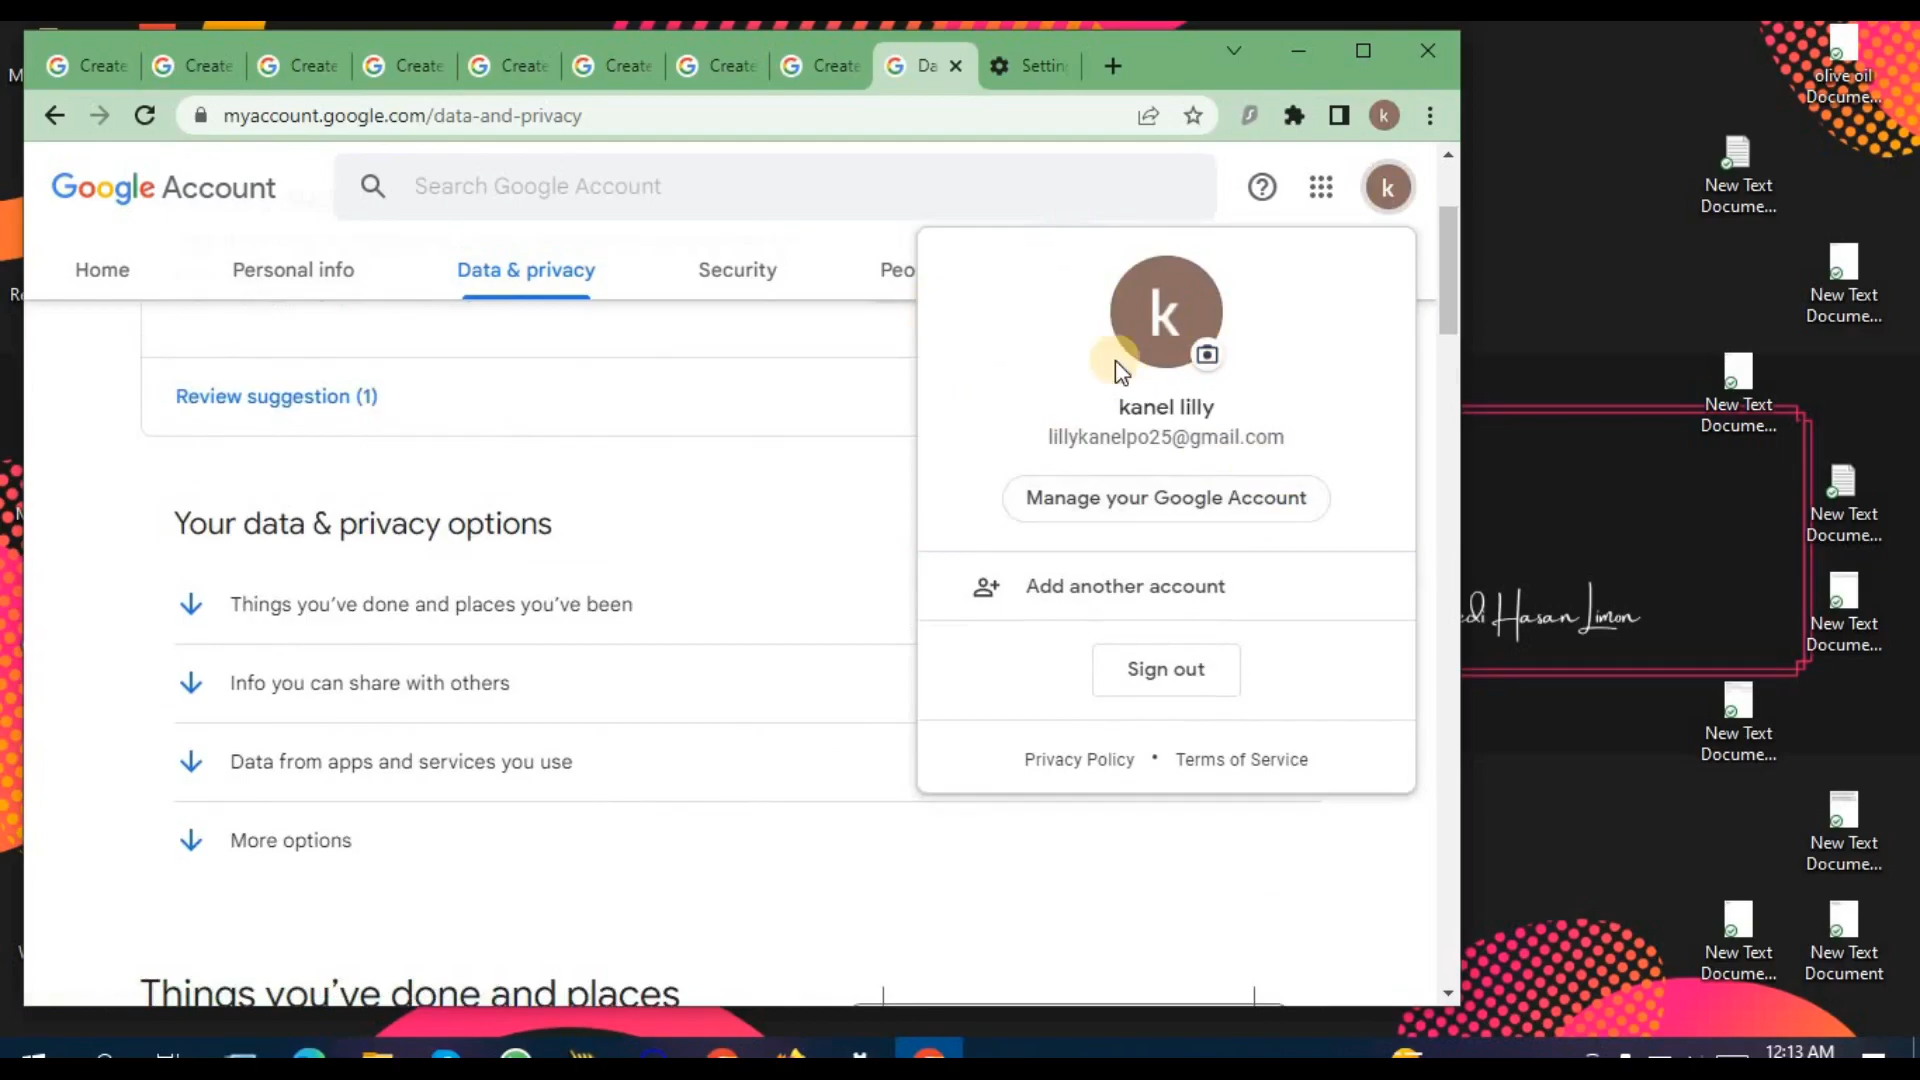 Create
Create
Create
Create
Create
Create
Create
Create
Da
Settin
myaccount.google.com/data-and-privacy
Google Account
Search Google Account
k
k
Home
Personal info
Data & privacy
Security
Peo
k
kanel lilly
lillykanelpo25@gmail.com
Manage your Google Account
Add another account
Sign out
Privacy Policy • Terms of Service
Review suggestion (1)
Your data & privacy options
Things you've done and places you've been
Info you can share with others
Data from apps and services you use
More options
Things you've done and places
edi Hasan Limon
olive oil
Docume...
New Text
Docume...
New Text
Docume...
New Text
Docume...
New Text
Docume...
New Text
Docume...
New Text
Docume...
New Text
Docume...
New Text
Docume...
New Text
Document
12:13 AM